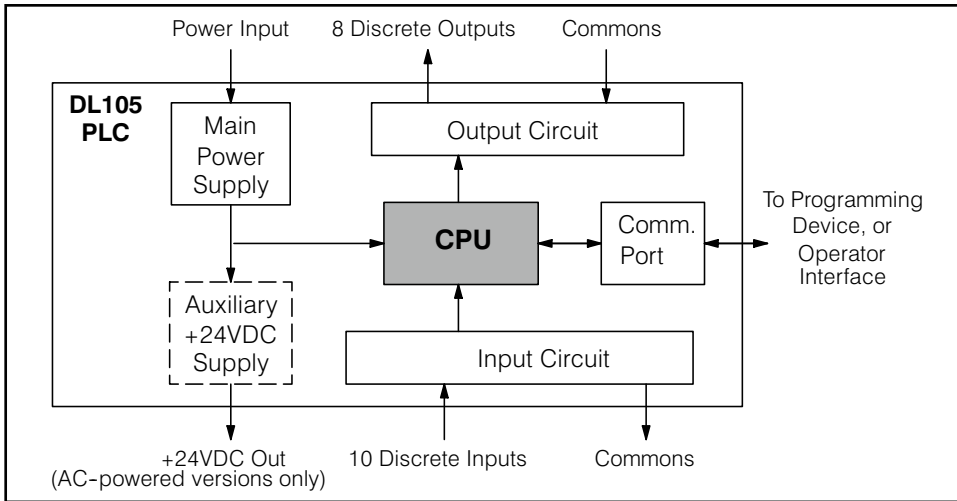 Power Input
8 Discrete Outputs
Commons
DL105
PLC
Main
Power
Supply
Output Circuit
CPU
Comm.
Port
To Programming
Device, or
Operator
Interface
Auxiliary
+24VDC
Supply
Input Circuit
+24VDC Out
(AC-powered versions only)
10 Discrete Inputs
Commons